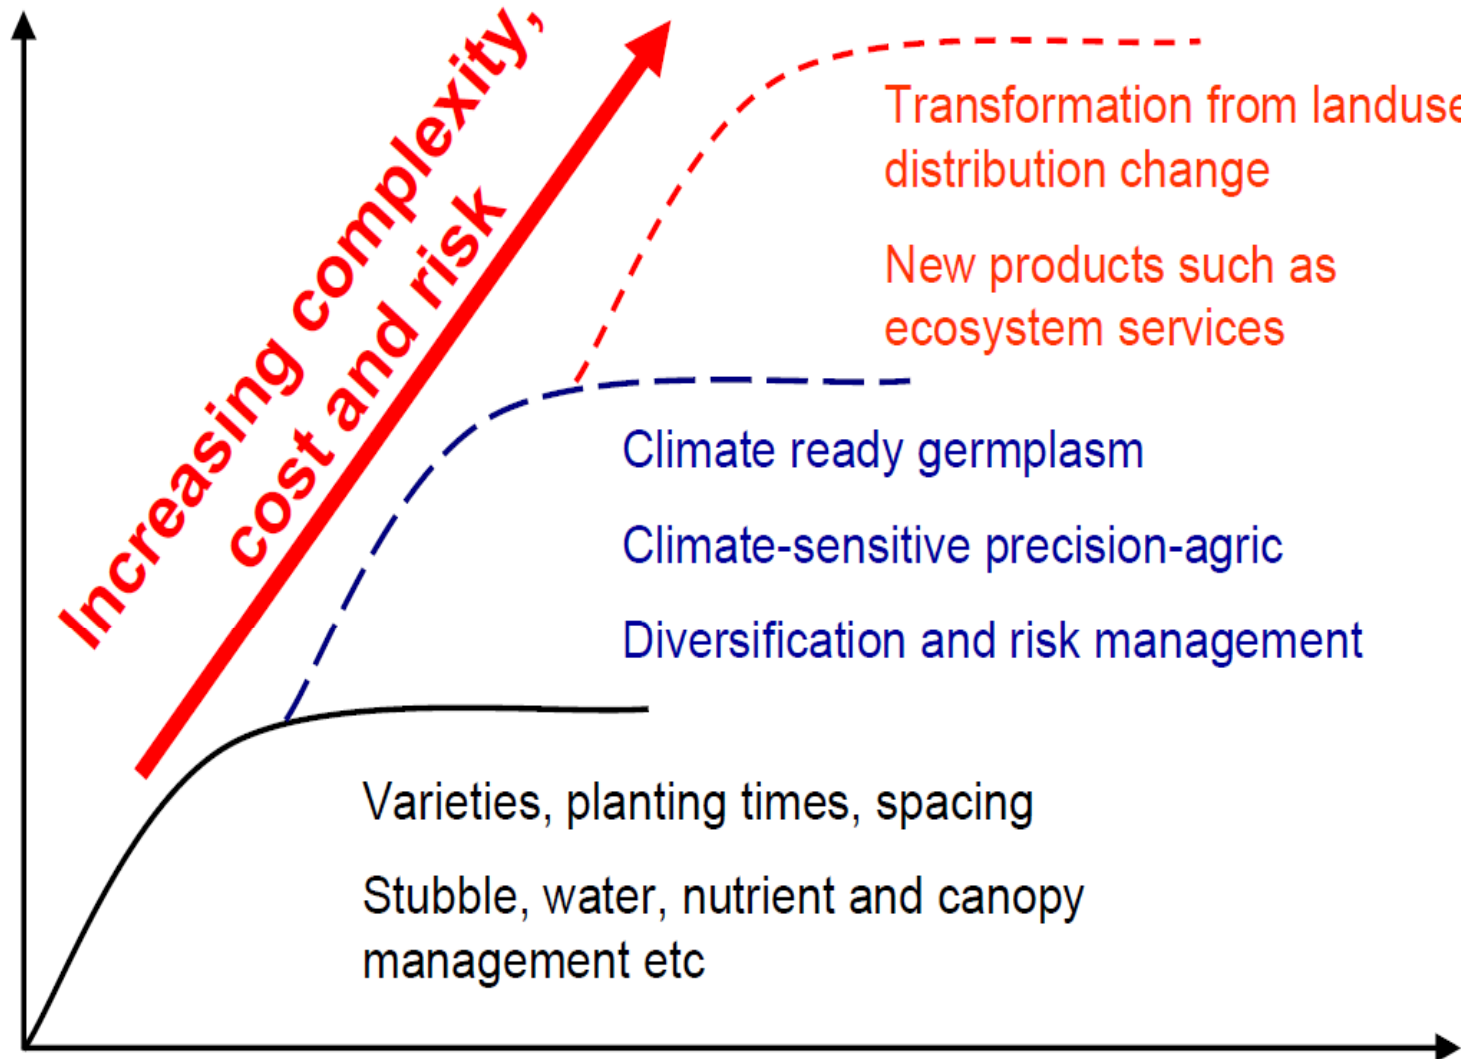 Increasing complexity,
cost and risk
Transformation from landuse
distribution change
New products such as
ecosystem services
Climate ready germplasm
Climate-sensitive precision-agric
Diversification and risk management
Varieties, planting times, spacing
Stubble, water, nutrient and canopy
management etc